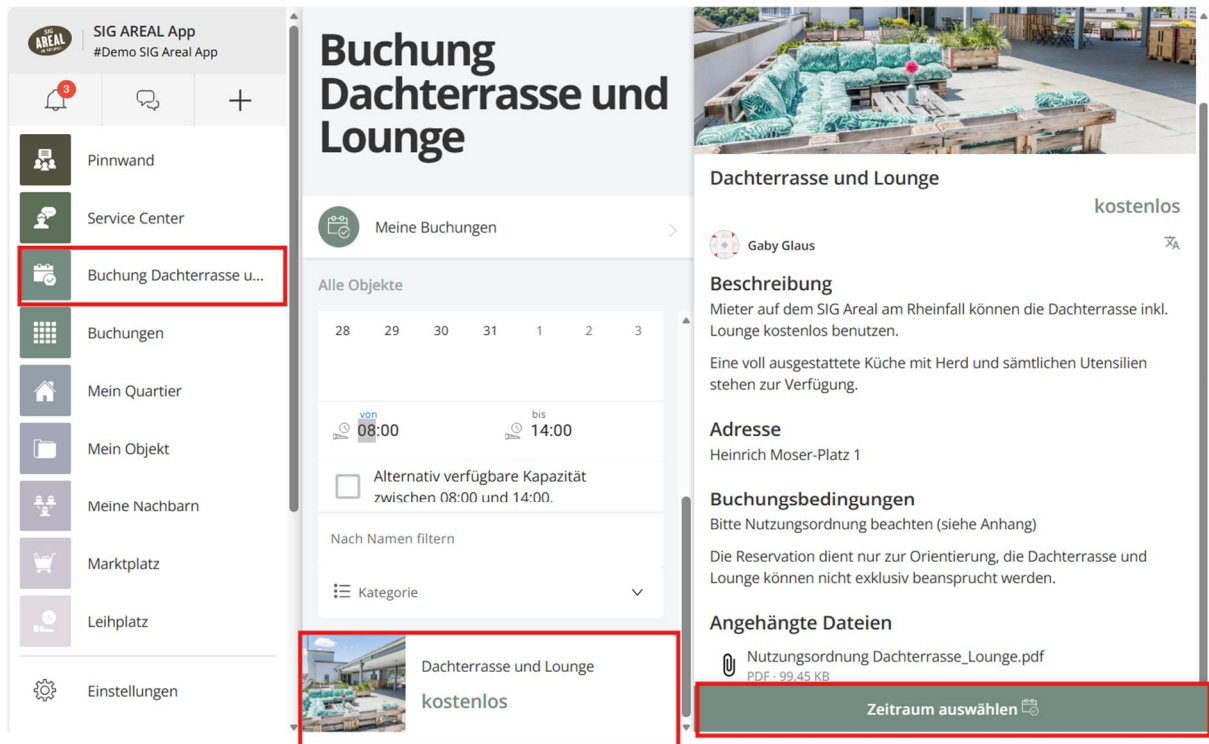 SIG AREAL App
#Demo SIG Areal App
3
Pinnwand
Service Center
Buchung Dachterrasse u...
Buchungen
Mein Quartier
Mein Objekt
Meine Nachbarn
Marktplatz
Leihplatz
Einstellungen
Buchung
Dachterrasse und
Lounge
Meine Buchungen
Alle Objekte
28 29 30 31 1 2 3
von bis
08:00 14:00
Alternativ verfügbare Kapazität
zwischen 08:00 und 14:00.
Nach Namen filtern
Kategorie
Dachterrasse und Lounge
kostenlos
Dachterrasse und Lounge
kostenlos
Gaby Glaus
Beschreibung
Mieter auf dem SIG Areal am Rheinfall können die Dachterrasse inkl.
Lounge kostenlos benutzen.
Eine voll ausgestattete Küche mit Herd und sämtlichen Utensilien
stehen zur Verfügung.
Adresse
Heinrich Moser-Platz 1
Buchungsbedingungen
Bitte Nutzungsordnung beachten (siehe Anhang)
Die Reservation dient nur zur Orientierung, die Dachterrasse und
Lounge können nicht exklusiv beansprucht werden.
Angehängte Dateien
Nutzungsordnung Dachterrasse_Lounge.pdf
PDF · 99.45 KB
Zeitraum auswählen